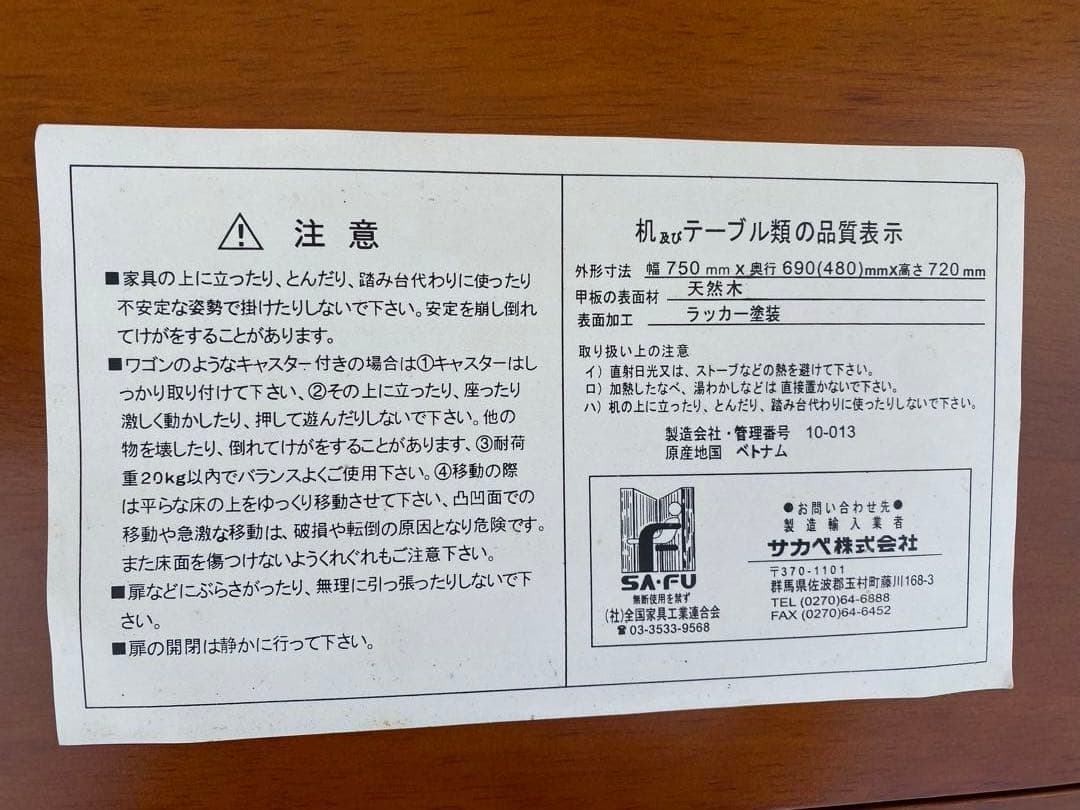 注意
■家具の上に立ったり、とんだり、踏み台代わりに使ったり
不安定な姿勢で掛けたりしないで下さい。安定を崩し倒れ
てけがをすることがあります。
■ワゴンのようなキャスター付きの場合は①キャスターはし
っかり取り付けて下さい、②その上に立ったり、座ったり
激しく動かしたり、押して遊んだりしないで下さい。他の
物を壊したり、倒れてけがをすることがあります、③耐荷
重20kg以内でバランスよくご使用下さい。④移動の際
は平らな床の上をゆっくり移動させて下さい、凸凹面での
移動や急激な移動は、破損や転倒の原因となり危険です。
また床面を傷つけないようくれぐれもご注意下さい。
■扉などにぶらさがったり、無理に引っ張ったりしないで下
さい。
■扉の開閉は静かに行って下さい。
机及びテーブル類の品質表示
外形寸法 幅750mmX奥行690(480)mmX高さ720mm
甲板の表面材 天然木
表面加工 ラッカー塗装
取り扱い上の注意
イ）直射日光又は、ストーブなどの熱を避けて下さい。
ロ）加熱したなべ、湯わかしなどは直接置かないで下さい。
ハ）机の上に立ったり、とんだり、踏み台代わりに使ったりしないで下さい。
製造会社・管理番号 10-013
原産地国 ベトナム
F
SA・FU
無断使用を禁ず
(社)全国家具工業連合会
☎03-3533-9568
●お問い合わせ先●
製造輸入業者
サカベ株式会社
〒370-1101
群馬県佐波郡玉村町藤川168-3
TEL (0270)64-6888
FAX (0270)64-6452